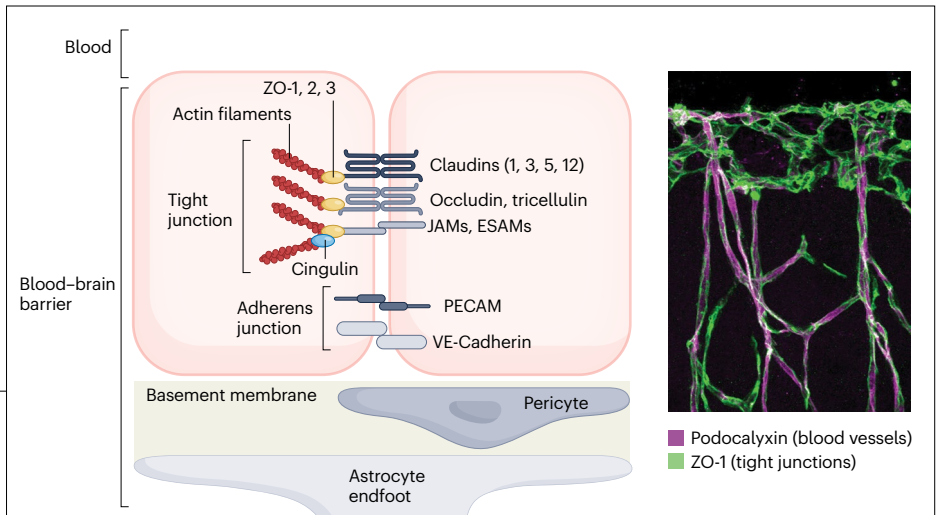 Blood
ZO-1, 2, 3
Actin filaments
Claudins (1, 3, 5, 12)
Tight
junction
Occludin, tricellulin
JAMs, ESAMs
Cingulin
Blood–brain
barrier
Adherens
junction
PECAM
VE-Cadherin
Basement membrane
Pericyte
Astrocyte
endfoot
Podocalyxin (blood vessels)
ZO-1 (tight junctions)